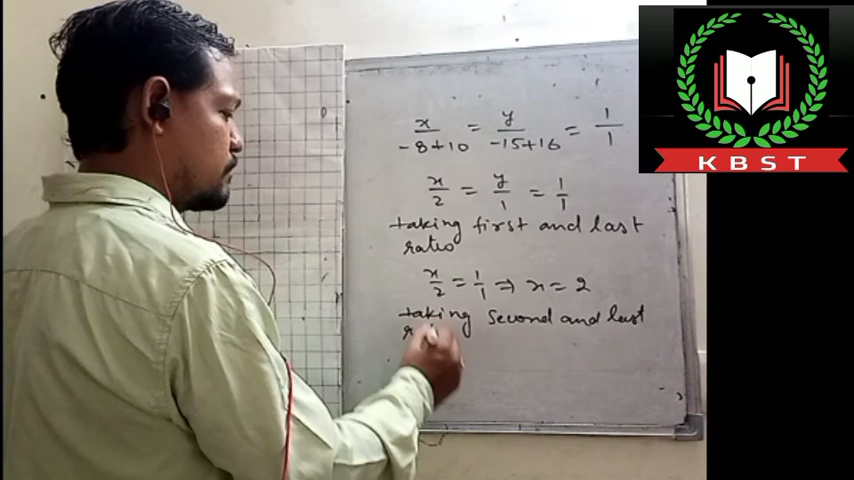 x/-8+10 = y/-15+16 = 1/1
x/2 = y/1 = 1/1
taking first and last
ratio
x/2 = 1/1 ⇒ x = 2
taking Second and last
KBST